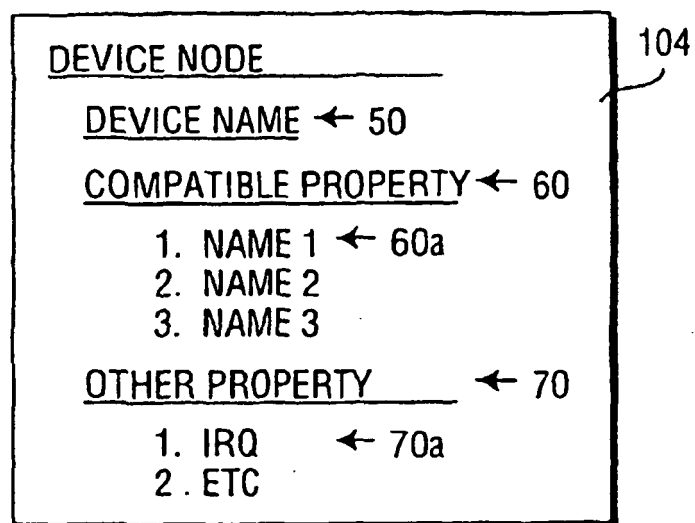 DEVICE NODE
104
DEVICE NAME ← 50
COMPATIBLE PROPERTY ← 60
1. NAME 1 ← 60a
2. NAME 2
3. NAME 3
OTHER PROPERTY ← 70
1. IRQ ← 70a
2. ETC